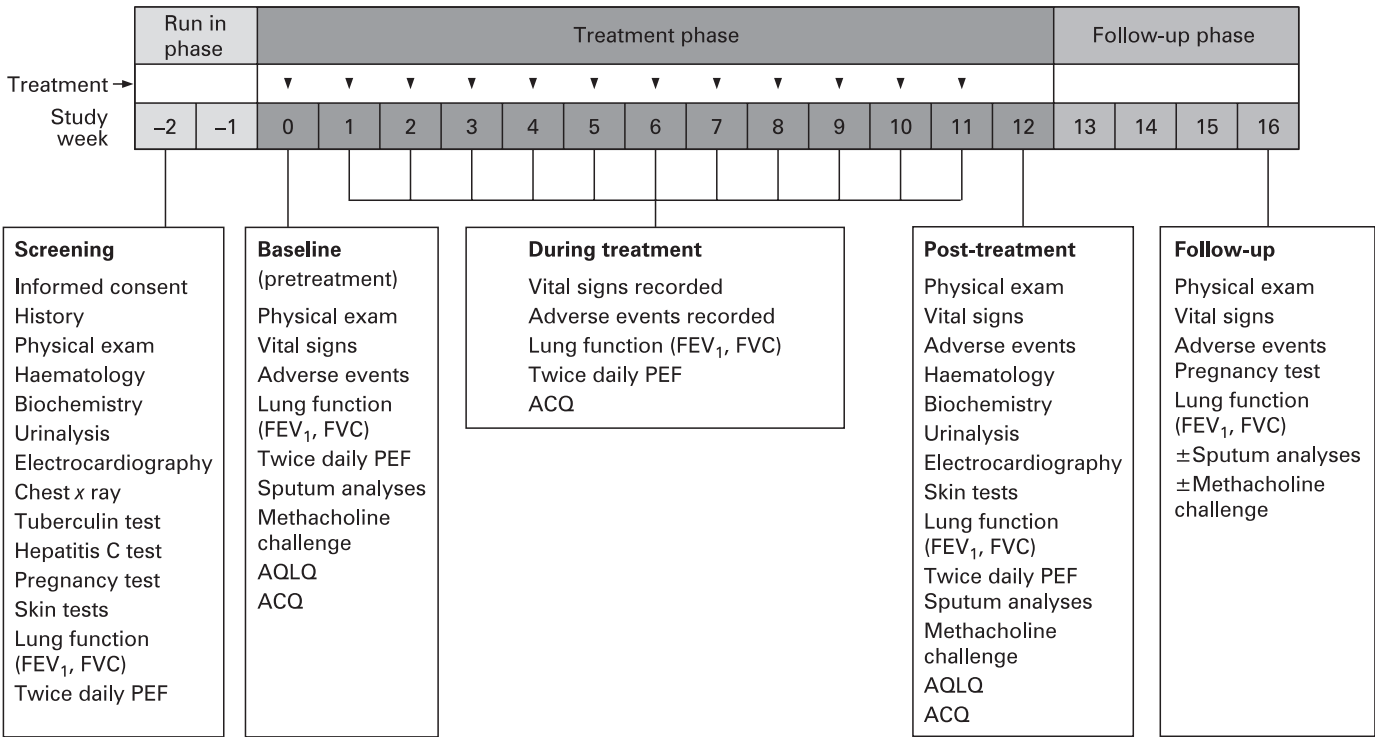 Run in
phase
Treatment phase
Follow-up phase
Treatment
Study
week
–2 –1 0 1 2 3 4 5 6 7 8 9 10 11 12 13 14 15 16
Screening
Informed consent
History
Physical exam
Haematology
Biochemistry
Urinalysis
Electrocardiography
Chest x ray
Tuberculin test
Hepatitis C test
Pregnancy test
Skin tests
Lung function
(FEV₁, FVC)
Twice daily PEF
Baseline
(pretreatment)
Physical exam
Vital signs
Adverse events
Lung function
(FEV₁, FVC)
Twice daily PEF
Sputum analyses
Methacholine
challenge
AQLQ
ACQ
During treatment
Vital signs recorded
Adverse events recorded
Lung function (FEV₁, FVC)
Twice daily PEF
ACQ
Post-treatment
Physical exam
Vital signs
Adverse events
Haematology
Biochemistry
Urinalysis
Electrocardiography
Skin tests
Lung function
(FEV₁, FVC)
Twice daily PEF
Sputum analyses
Methacholine
challenge
AQLQ
ACQ
Follow-up
Physical exam
Vital signs
Adverse events
Pregnancy test
Lung function
(FEV₁, FVC)
±Sputum analyses
±Methacholine
challenge